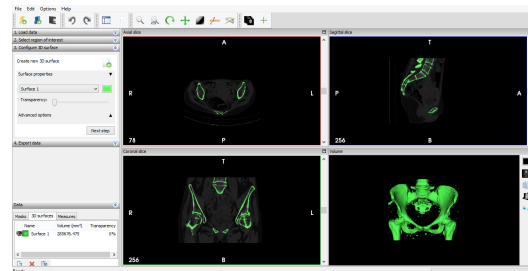 File Edit Options Help
1. Load data
2. Select region of interest
3. Configure 3D surface
Create new 3D surface
Surface properties
Surface 1
Transparency:
Advanced options
Next step
4. Export data
Data
Masks 3D surfaces Measures
Name Volume (mm³) Transparency
Surface 1 0%
Axial slice
A
R
L
78
P
Sagittal slice
T
P
A
256
B
Coronal slice
T
R
L
256
B
Volume